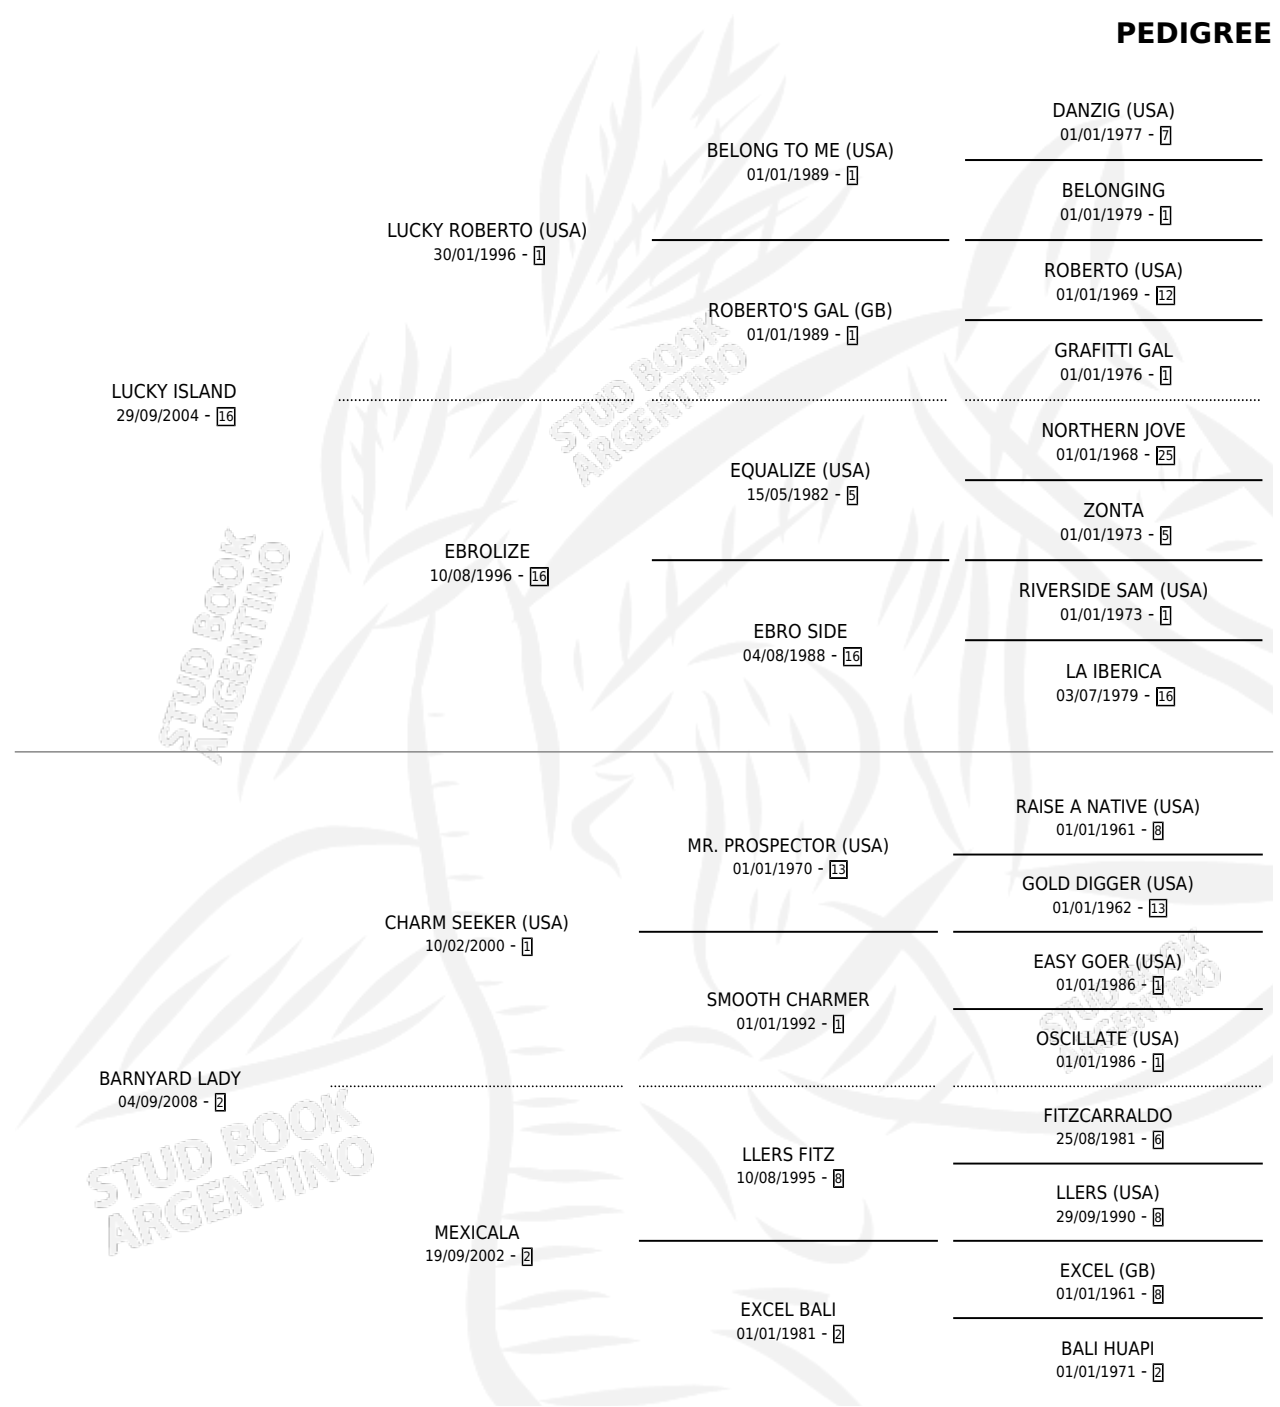 PEDIGREE
DANZIG (USA)
01/01/1977 - 7
BELONG TO ME (USA)
01/01/1989 - 1
BELONGING
01/01/1979 - 1
LUCKY ROBERTO (USA)
30/01/1996 - 1
ROBERTO (USA)
01/01/1969 - 12
ROBERTO'S GAL (GB)
01/01/1989 - 1
GRAFITTI GAL
01/01/1976 - 1
LUCKY ISLAND
29/09/2004 - 16
STUD BOOK
ARGENTINO
NORTHERN JOVE
01/01/1968 - 25
EQUALIZE (USA)
15/05/1982 - 5
ZONTA
01/01/1973 - 5
EBROLIZE
10/08/1996 - 16
RIVERSIDE SAM (USA)
01/01/1973 - 1
EBRO SIDE
04/08/1988 - 16
LA IBERICA
03/07/1979 - 16
STUD BOOK
ARGENTINO
RAISE A NATIVE (USA)
01/01/1961 - 8
MR. PROSPECTOR (USA)
01/01/1970 - 13
GOLD DIGGER (USA)
01/01/1962 - 13
CHARM SEEKER (USA)
10/02/2000 - 1
EASY GOER (USA)
01/01/1986 - 1
SMOOTH CHARMER
01/01/1992 - 1
STUD BOOK
ARGENTINO
OSCILLATE (USA)
01/01/1986 - 1
BARNYARD LADY
04/09/2008 - 2
STUD BOOK
ARGENTINO
FITZCARRALDO
25/08/1981 - 6
LLERS FITZ
10/08/1995 - 8
LLERS (USA)
29/09/1990 - 8
MEXICALA
19/09/2002 - 2
EXCEL (GB)
01/01/1961 - 8
EXCEL BALI
01/01/1981 - 2
BALI HUAPI
01/01/1971 - 2